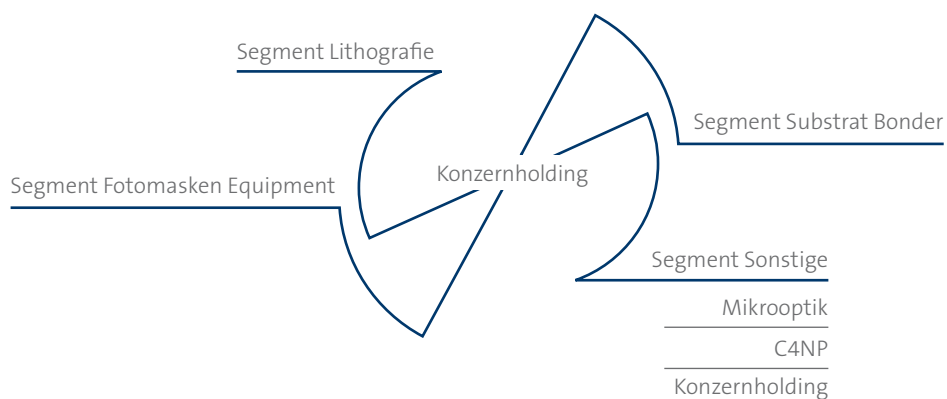 Segment Lithografie
Segment Substrat Bonder
Konzernholding
Segment Fotomasken Equipment
Segment Sonstige
Mikrooptik
C4NP
Konzernholding